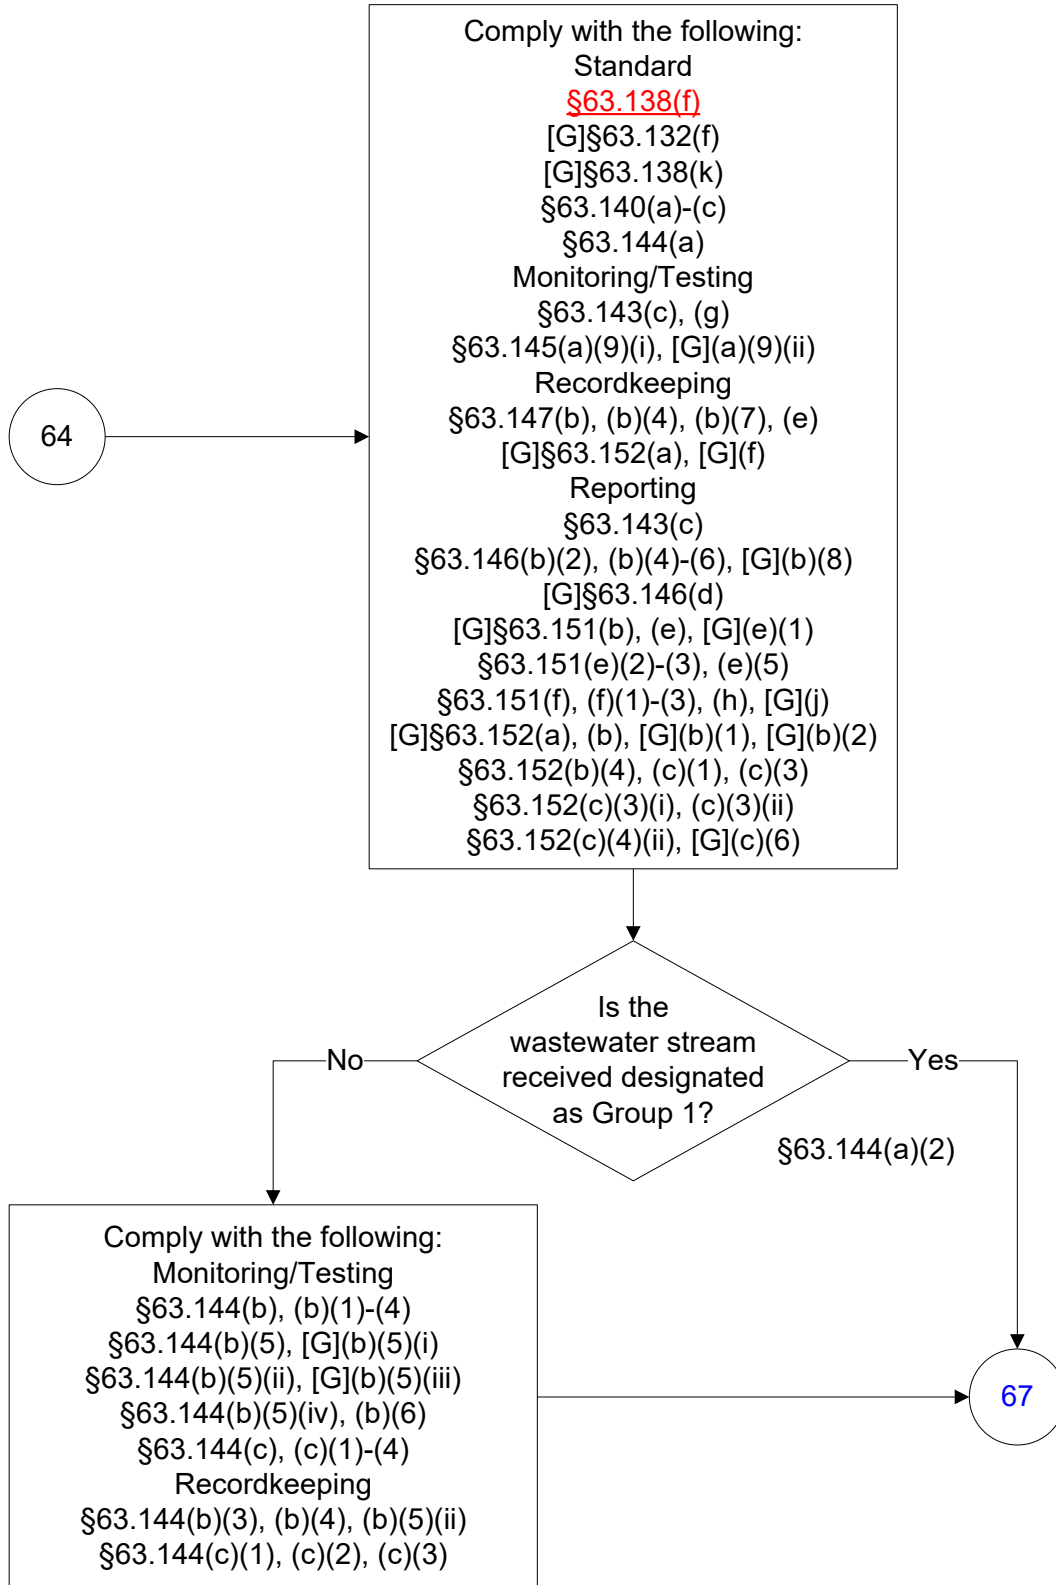 Comply with the following:
Standard
§63.138(f)
[G]§63.132(f)
[G]§63.138(k)
§63.140(a)-(c)
§63.144(a)
Monitoring/Testing
§63.143(c), (g)
§63.145(a)(9)(i), [G](a)(9)(ii)
Recordkeeping
§63.147(b), (b)(4), (b)(7), (e)
[G]§63.152(a), [G](f)
Reporting
§63.143(c)
§63.146(b)(2), (b)(4)-(6), [G](b)(8)
[G]§63.146(d)
[G]§63.151(b), (e), [G](e)(1)
§63.151(e)(2)-(3), (e)(5)
§63.151(f), (f)(1)-(3), (h), [G](j)
[G]§63.152(a), (b), [G](b)(1), [G](b)(2)
§63.152(b)(4), (c)(1), (c)(3)
§63.152(c)(3)(i), (c)(3)(ii)
§63.152(c)(4)(ii), [G](c)(6)
64
Is the
wastewater stream
received designated
as Group 1?
No
Yes
§63.144(a)(2)
Comply with the following:
Monitoring/Testing
§63.144(b), (b)(1)-(4)
§63.144(b)(5), [G](b)(5)(i)
§63.144(b)(5)(ii), [G](b)(5)(iii)
§63.144(b)(5)(iv), (b)(6)
§63.144(c), (c)(1)-(4)
Recordkeeping
§63.144(b)(3), (b)(4), (b)(5)(ii)
§63.144(c)(1), (c)(2), (c)(3)
67